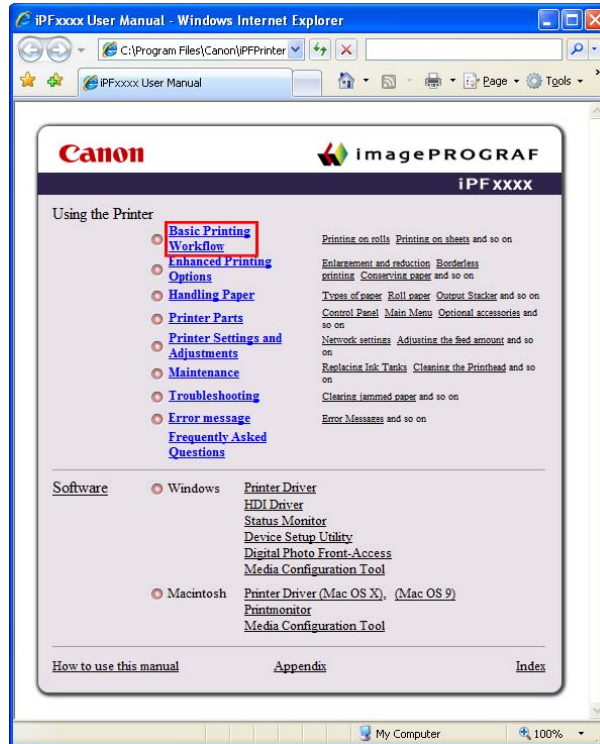 iPFxxxx User Manual - Windows Internet Explorer
C:\Program Files\Canon\iPFPrinter
iPFxxxx User Manual
Page
Tools
Canon
imagePROGRAF
iPFxxxx
Using the Printer
Basic Printing
Workflow
Printing on rolls Printing on sheets and so on
Enhanced Printing
Options
Enlargement and reduction Borderless
printing Conserving paper and so on
Handling Paper
Types of paper Roll paper Output Stacker and so on
Printer Parts
Control Panel Main Menu Optional accessories and
so on
Printer Settings and
Adjustments
Network settings Adjusting the feed amount and so
on
Maintenance
Replacing Ink Tanks Cleaning the Printhead and so
on
Troubleshooting
Clearing jammed paper and so on
Error message
Error Messages and so on
Frequently Asked
Questions
Software
Windows
Printer Driver
HDI Driver
Status Monitor
Device Setup Utility
Digital Photo Front-Access
Media Configuration Tool
Macintosh
Printer Driver (Mac OS X), (Mac OS 9)
Printmonitor
Media Configuration Tool
How to use this manual Appendix Index
My Computer 100%